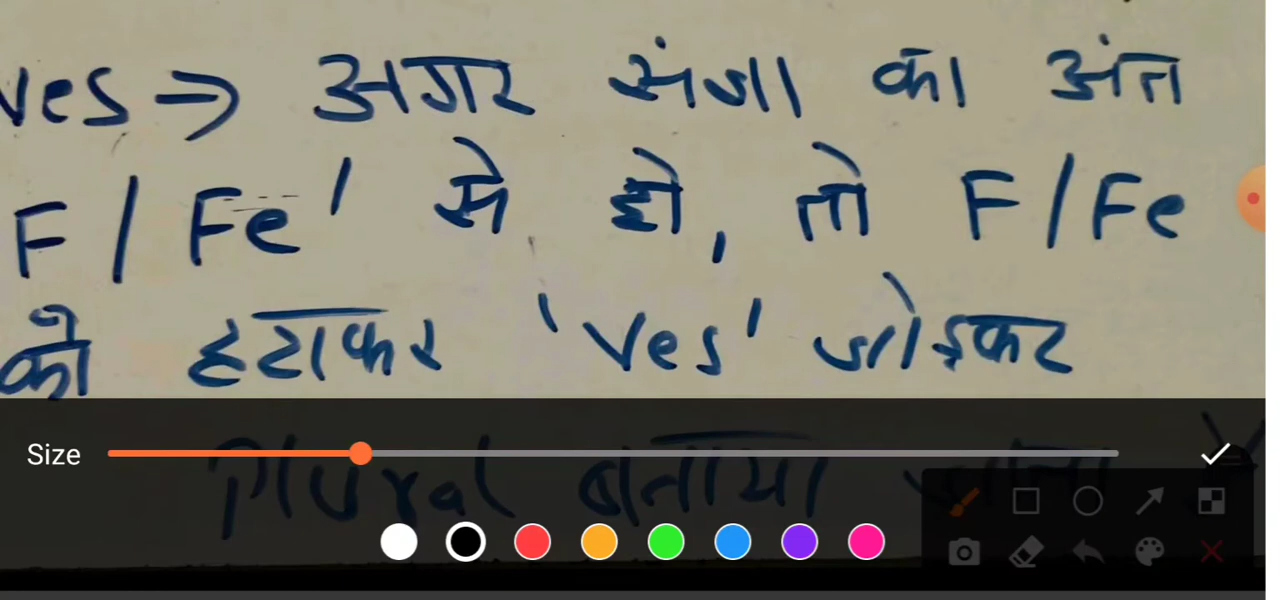 ves ⇒ अगर संज्ञा का अंत
F / Fe' से हो, तो F/Fe
को हटाकर 'ves' जोड़कर
Size
Plural बनाया जाता